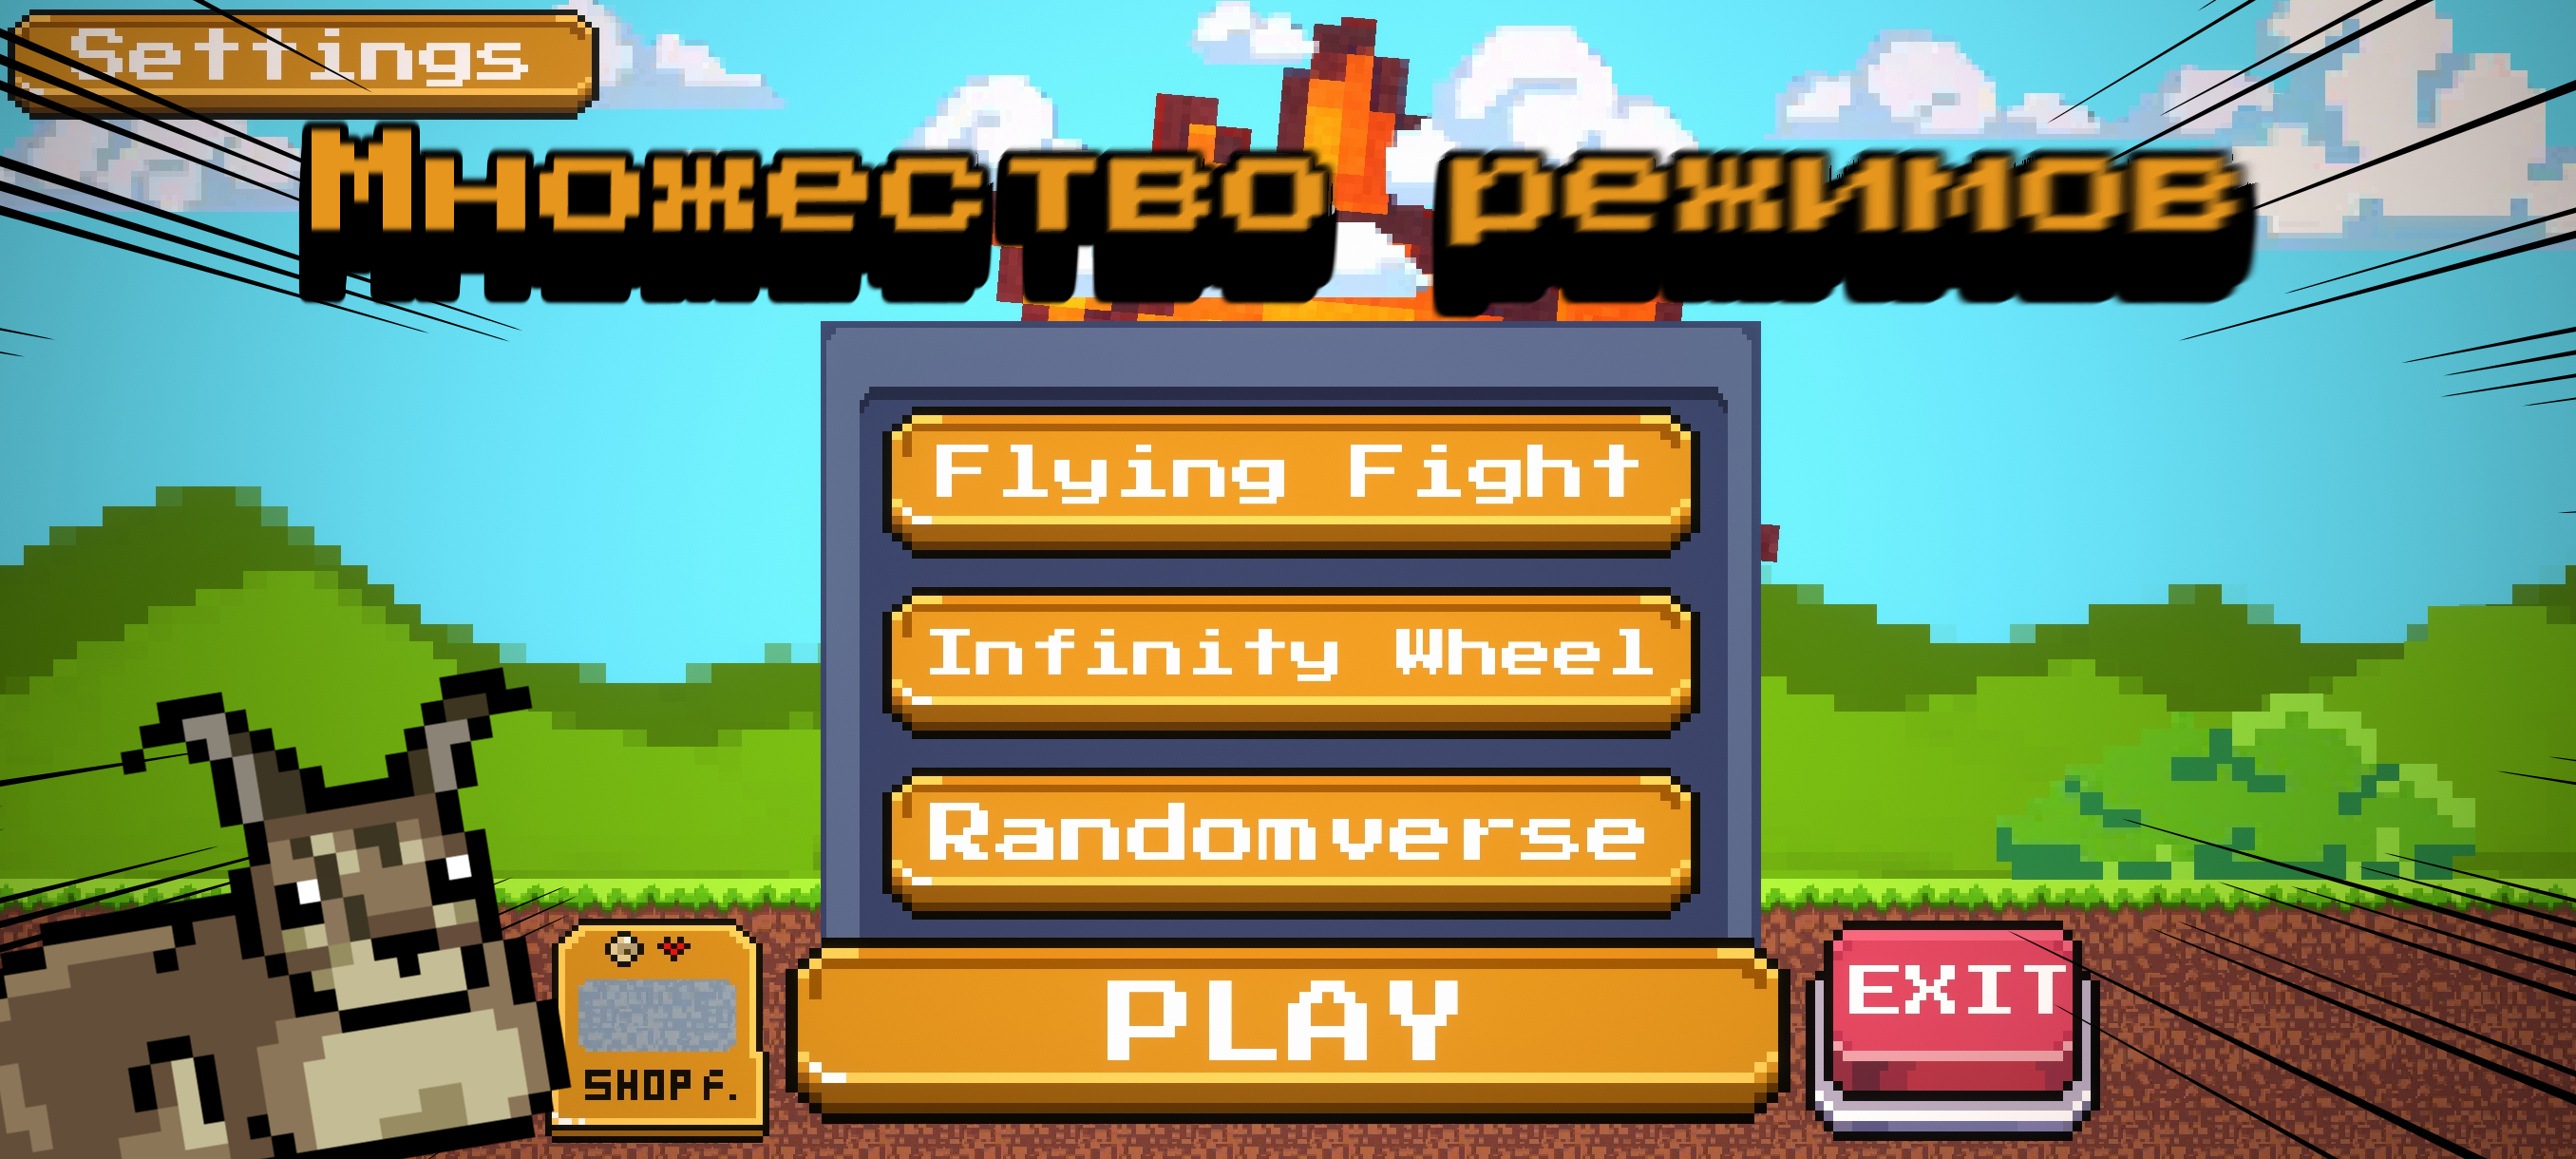 Settings
Множество режимов
Flying Fight
Infinity Wheel
Randomverse
PLAY
EXIT
SHOP F.